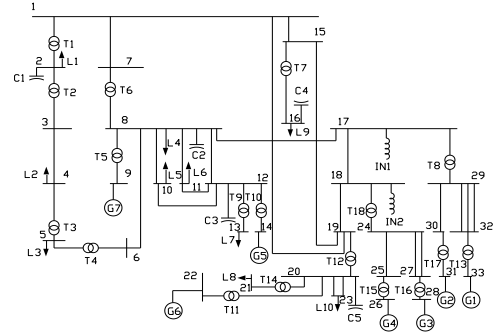 1
15
T1
2
L1
7
T7
C1
T2
T6
C4
16
L9
3
8
17
L4
T5
C2
IN1
T8
9
L5
L6
12
18
29
L2
4
10
11
T9
T10
G7
C3
T18
IN2
T3
5
13
14
19
24
30
32
L3
L7
T4
6
G5
T12
T17
T13
22
L8
T14
20
25
27
31
33
21
T15
T16
28
G6
T11
L10
23
C5
26
G2
G1
G4
G3